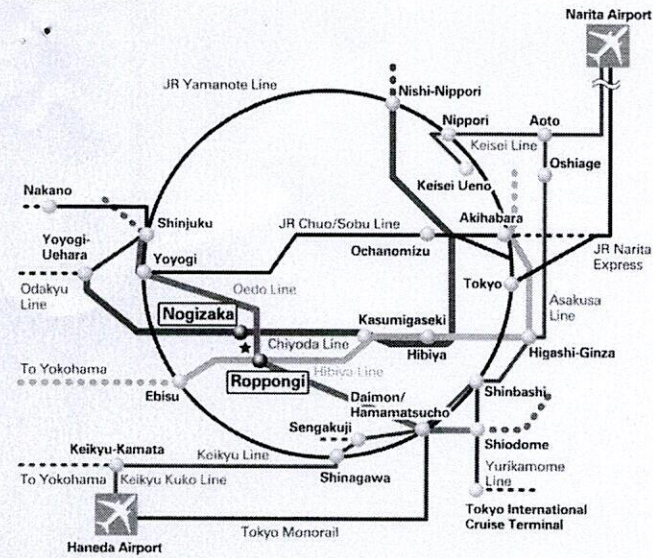 Narita Airport
JR Yamanote Line
Nishi-Nippori
Nippori
Aoto
Keisei Line
Oshiage
Keisei Ueno
Nakano
Shinjuku
Akihabara
JR Chuo/Sobu Line
Yoyogi-
Uehara
Yoyogi
Ochanomizu
JR Narita
Express
Odakyu
Line
Oedo Line
Tokyo
Asakusa
Line
Nogizaka
Kasumigaseki
Chiyoda Line
Hibiya
Higashi-Ginza
To Yokohama
Hibiya Line
Roppongi
Ebisu
Shinbashi
Daimon/
Hamamatsucho
Sengakuji
Shiodome
Keikyu-Kamata
Keikyu Line
To Yokohama
Keikyu Kuko Line
Shinagawa
Yurikamome
Line
Tokyo International
Cruise Terminal
Tokyo Monorail
Haneda Airport